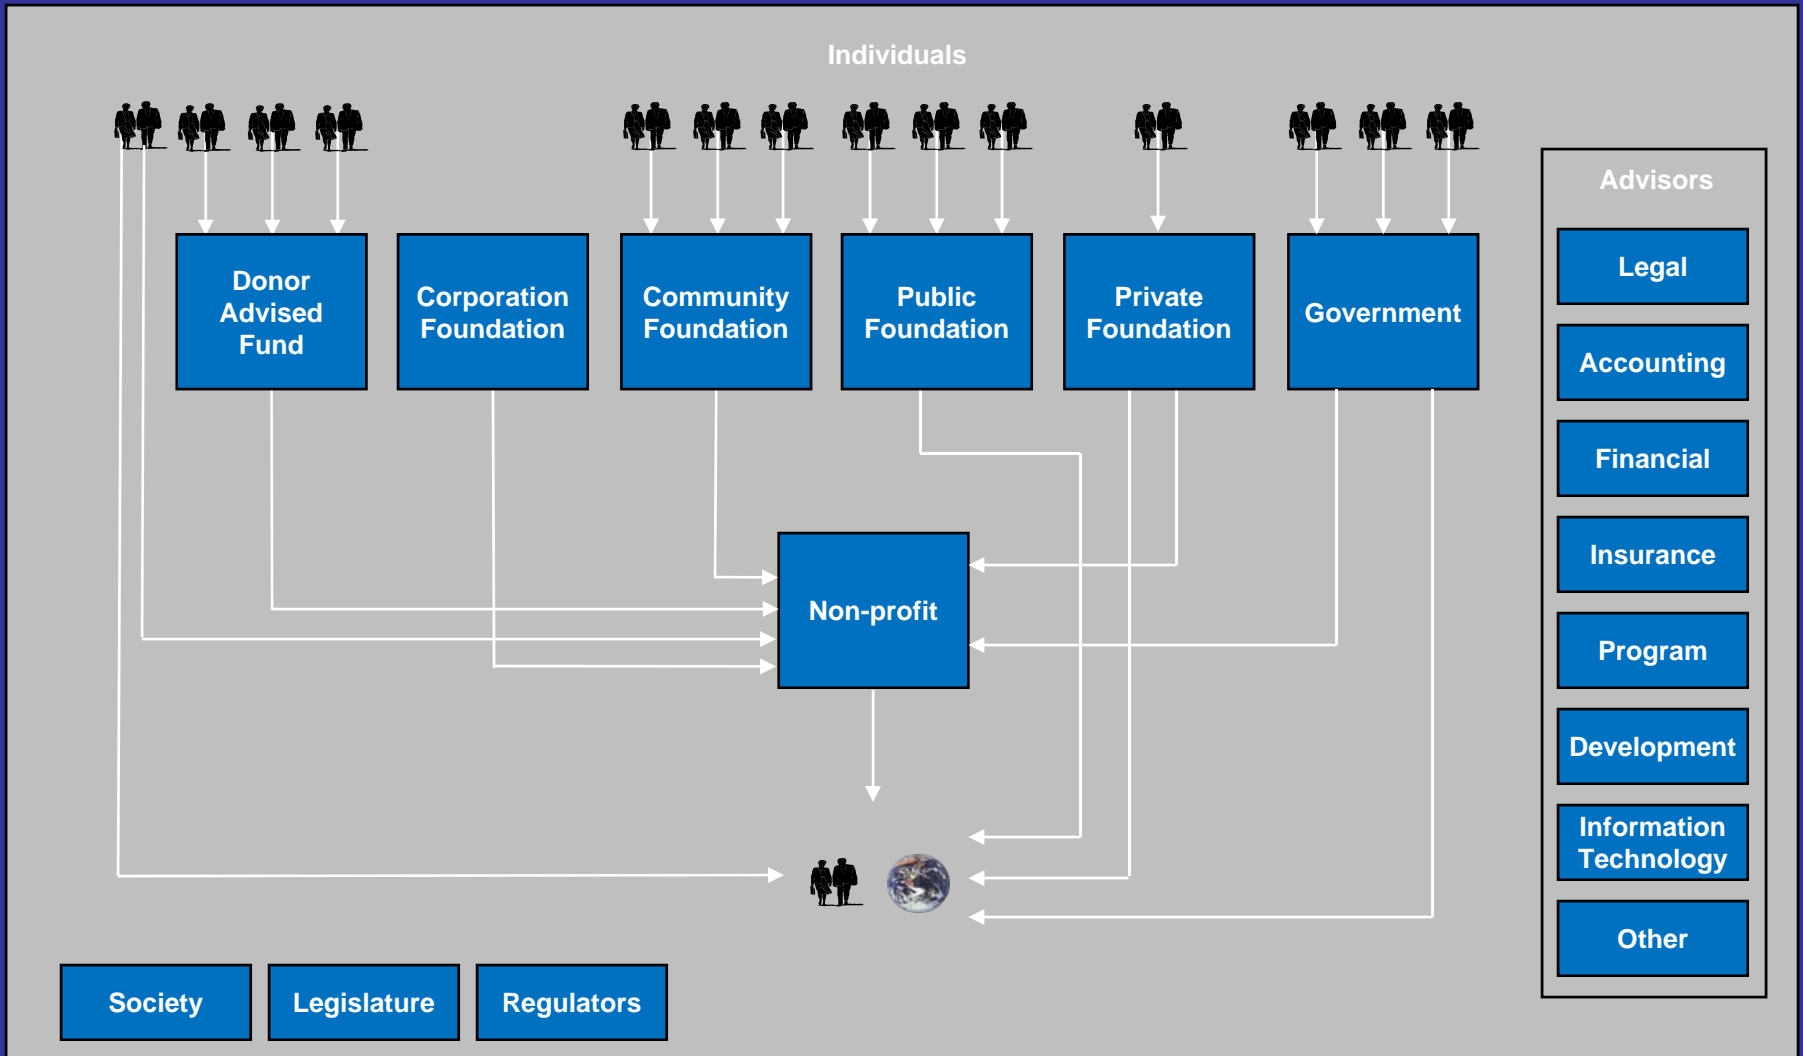 Individuals
Donor
Advised
Fund
Corporation
Foundation
Community
Foundation
Public
Foundation
Private
Foundation
Government
Non-profit
Advisors
Legal
Accounting
Financial
Insurance
Program
Development
Information
Technology
Other
Society
Legislature
Regulators